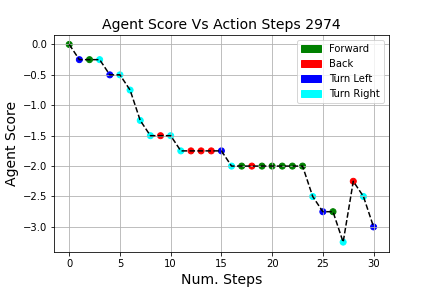 Agent Score Vs Action Steps 2974
Agent Score
0.0
−0.5
−1.0
−1.5
−2.0
−2.5
−3.0
Forward
Back
Turn Left
Turn Right
0 5 10 15 20 25 30
Num. Steps